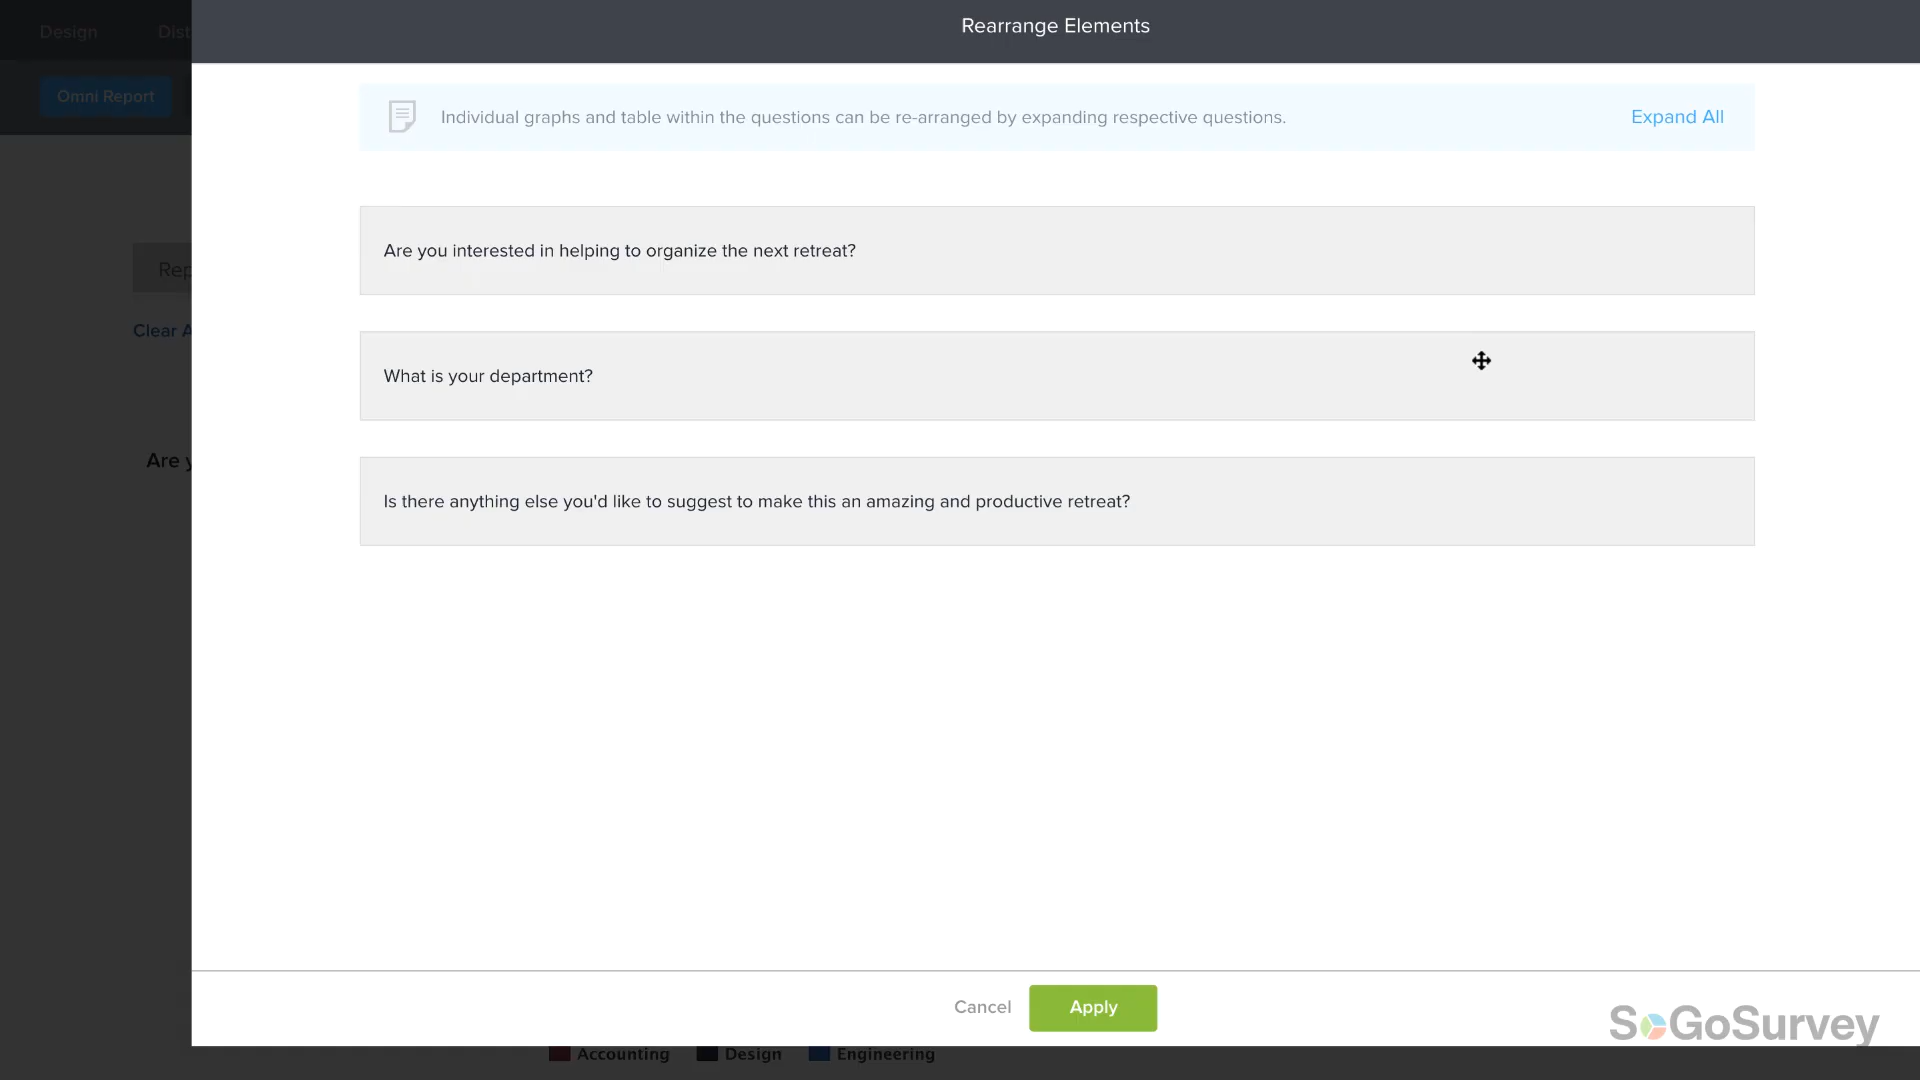 Rearrange Elements
Design
Dist
Omni Report
Individual graphs and table within the questions can be re-arranged by expanding respective questions.
Expand All
Are you interested in helping to organize the next retreat?
Rep
Clear A
What is your department?
Are y
Is there anything else you'd like to suggest to make this an amazing and productive retreat?
Cancel
Apply
SoGoSurvey
Accounting
Design
Engineering